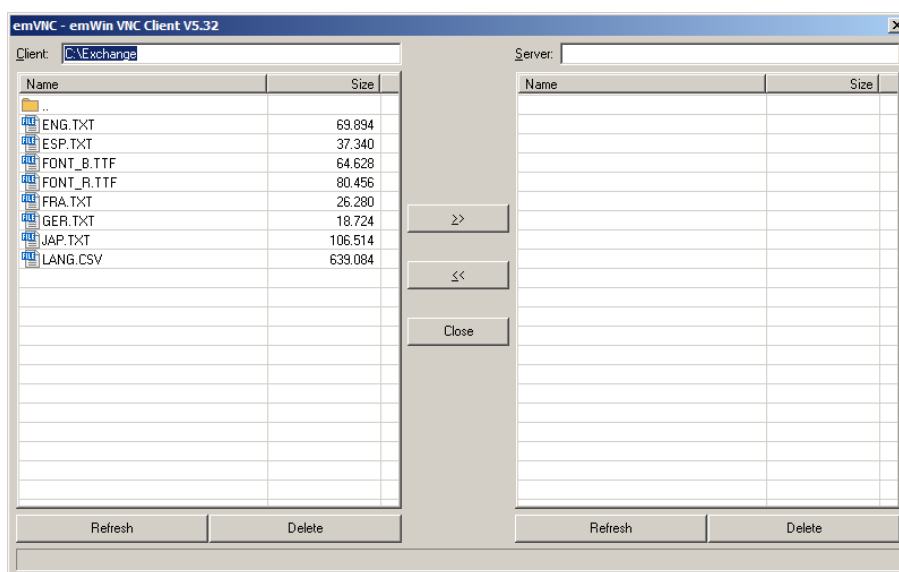 emVNC - emWin VNC Client V5.32
Client: C:\Exchange
Server:
Name Size
Name Size
..
ENG.TXT 69.894
ESP.TXT 37.340
FONT_B.TTF 64.628
FONT_R.TTF 80.456
FRA.TXT 26.280
GER.TXT 18.724
JAP.TXT 106.514
LANG.CSV 639.084
>>
<<
Close
Refresh Delete
Refresh Delete